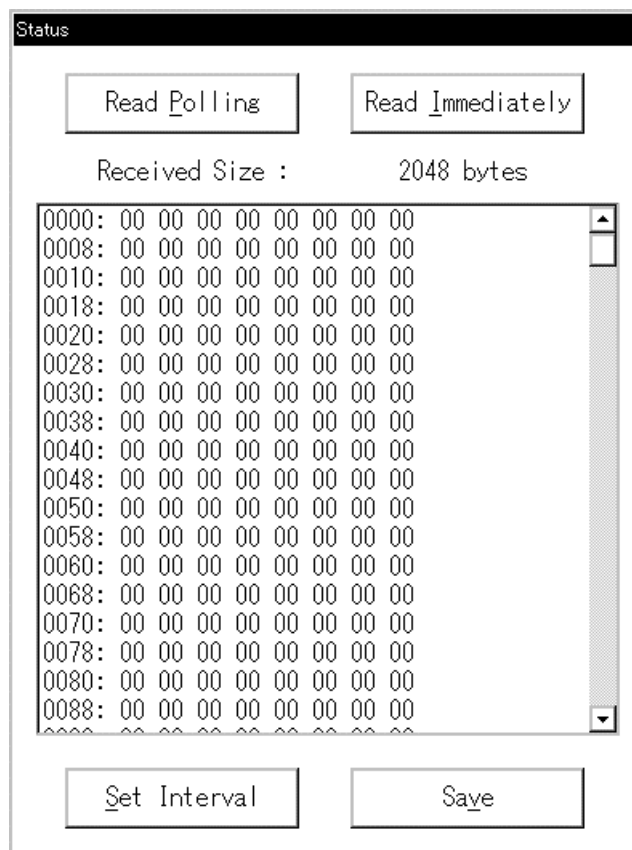 Status
Read Polling Read Immediately
Received Size : 2048 bytes
0000: 00 00 00 00 00 00 00 00
0008: 00 00 00 00 00 00 00 00
0010: 00 00 00 00 00 00 00 00
0018: 00 00 00 00 00 00 00 00
0020: 00 00 00 00 00 00 00 00
0028: 00 00 00 00 00 00 00 00
0030: 00 00 00 00 00 00 00 00
0038: 00 00 00 00 00 00 00 00
0040: 00 00 00 00 00 00 00 00
0048: 00 00 00 00 00 00 00 00
0050: 00 00 00 00 00 00 00 00
0058: 00 00 00 00 00 00 00 00
0060: 00 00 00 00 00 00 00 00
0068: 00 00 00 00 00 00 00 00
0070: 00 00 00 00 00 00 00 00
0078: 00 00 00 00 00 00 00 00
0080: 00 00 00 00 00 00 00 00
0088: 00 00 00 00 00 00 00 00
Set Interval Save